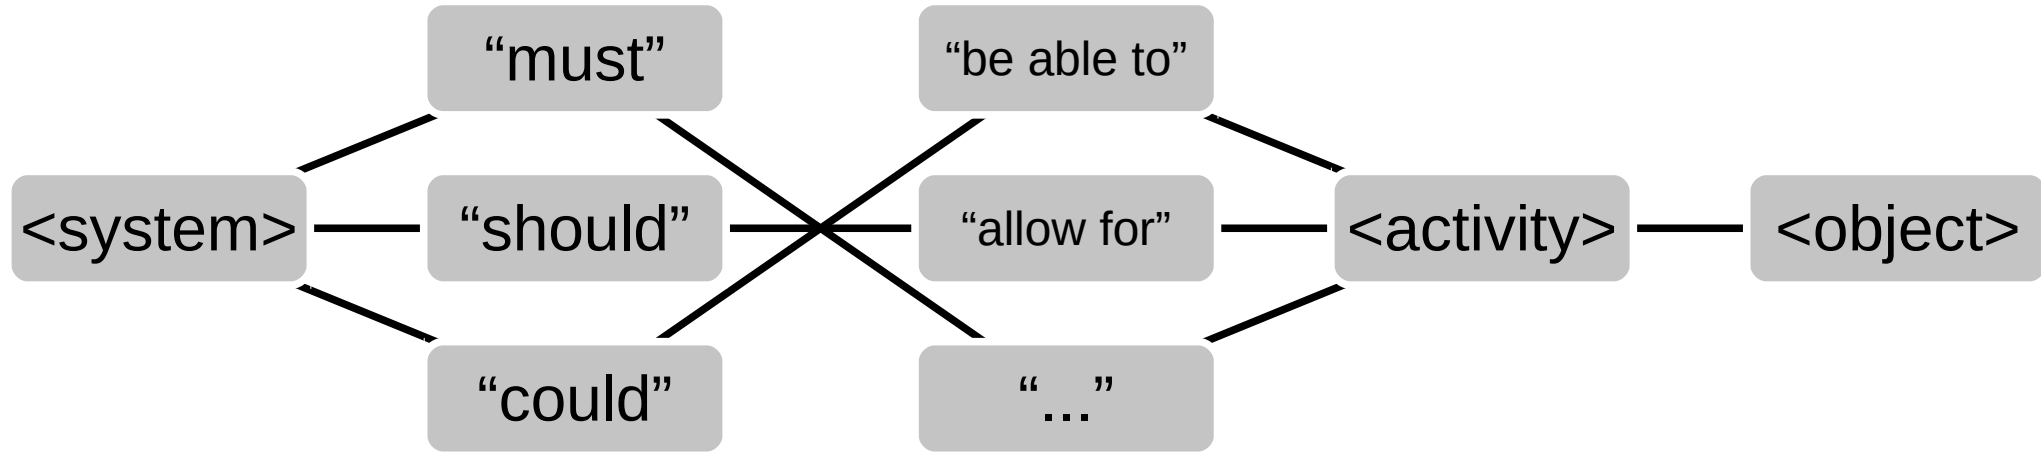 <system>
“must”
“should”
“could”
“be able to”
“allow for”
“...”
<activity>
<object>